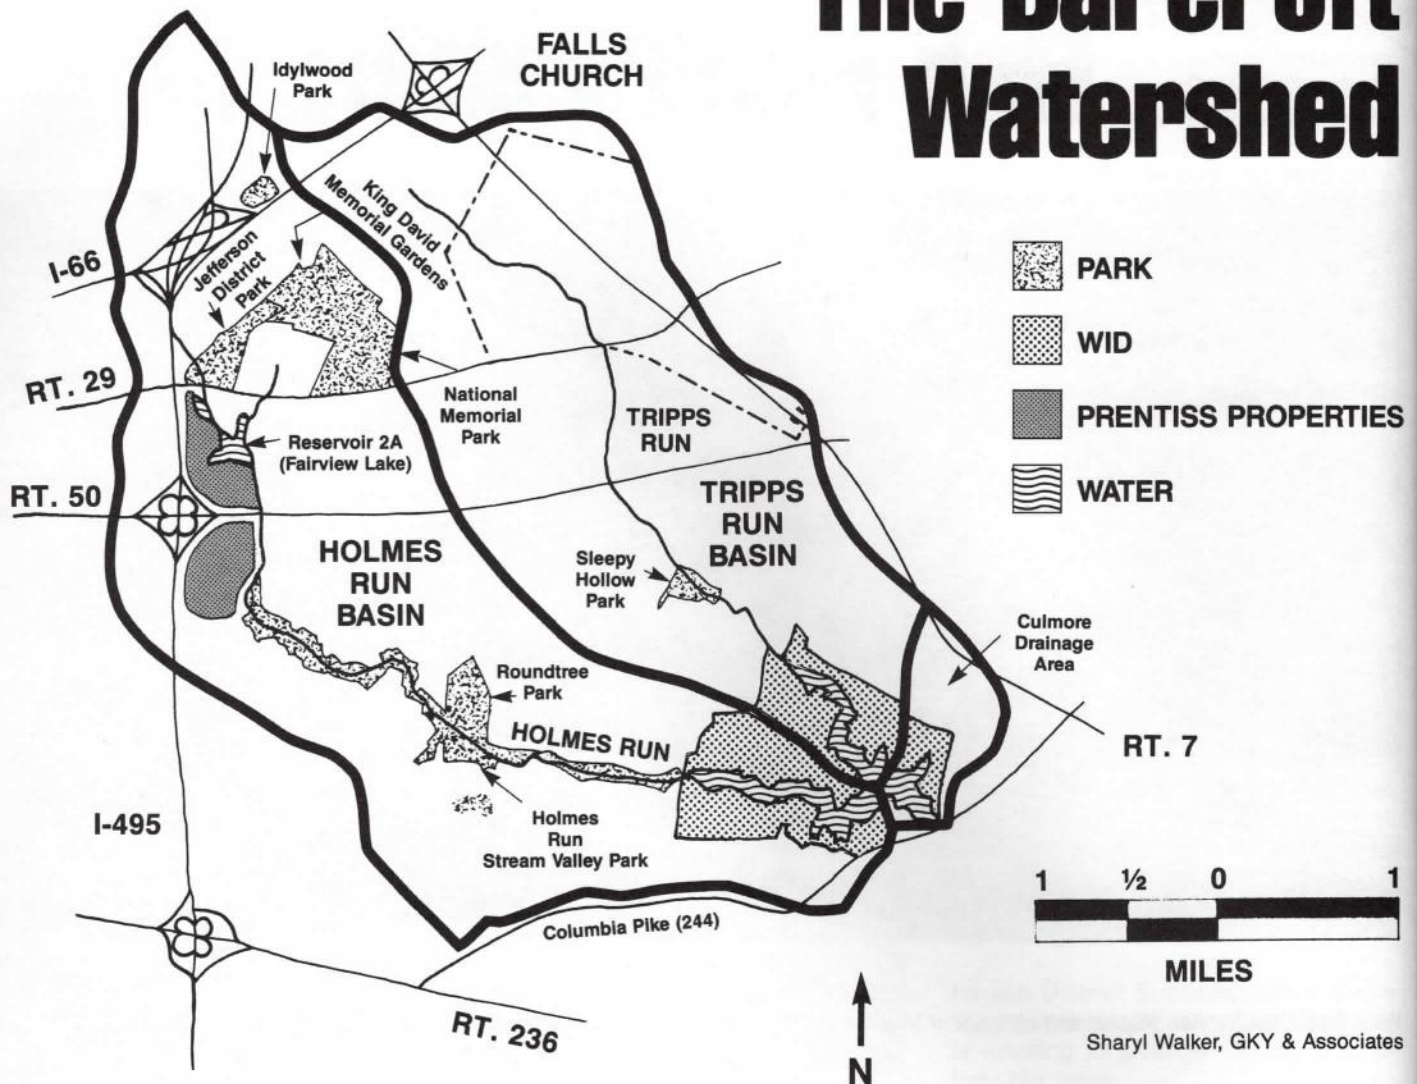 The Barcroft
Watershed
FALLS
CHURCH
Idylwood
Park
King David
Memorial Gardens
I-66
Jefferson
District
Park
PARK
WID
PRENTISS PROPERTIES
WATER
RT. 29
National
Memorial
Park
TRIPPS
RUN
Reservoir 2A
(Fairview Lake)
RT. 50
TRIPPS
RUN
BASIN
HOLMES
RUN
BASIN
Sleepy
Hollow
Park
Culmore
Drainage
Area
Roundtree
Park
HOLMES RUN
RT. 7
I-495
Holmes
Run
Stream Valley Park
Columbia Pike (244)
1 ½ 0 1
MILES
RT. 236
N
Sharyl Walker, GKY & Associates